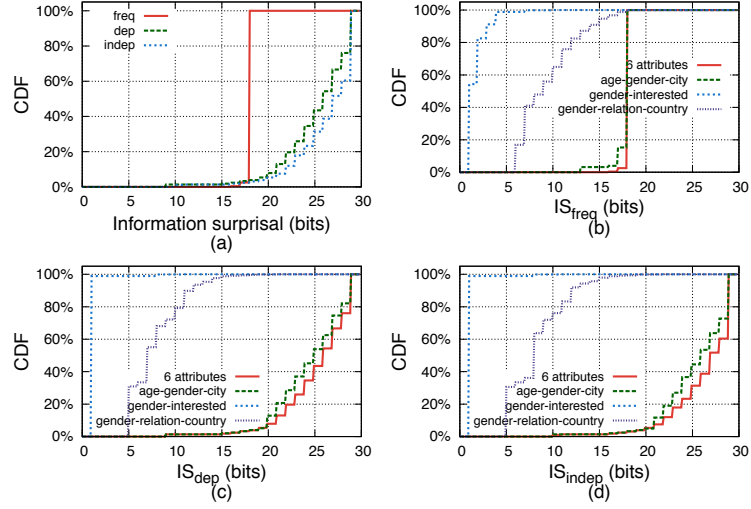 freq
dep
indep
CDF
100%
80%
60%
40%
20%
0%
0 5 10 15 20 25 30
Information surprisal (bits)
(a)
6 attributes
age-gender-city
gender-interested
gender-relation-country
CDF
100%
80%
60%
40%
20%
0%
0 5 10 15 20 25 30
IS_freq (bits)
(b)
6 attributes
age-gender-city
gender-interested
gender-relation-country
CDF
100%
80%
60%
40%
20%
0%
0 5 10 15 20 25 30
IS_dep (bits)
(c)
6 attributes
age-gender-city
gender-interested
gender-relation-country
CDF
100%
80%
60%
40%
20%
0%
0 5 10 15 20 25 30
IS_indep (bits)
(d)